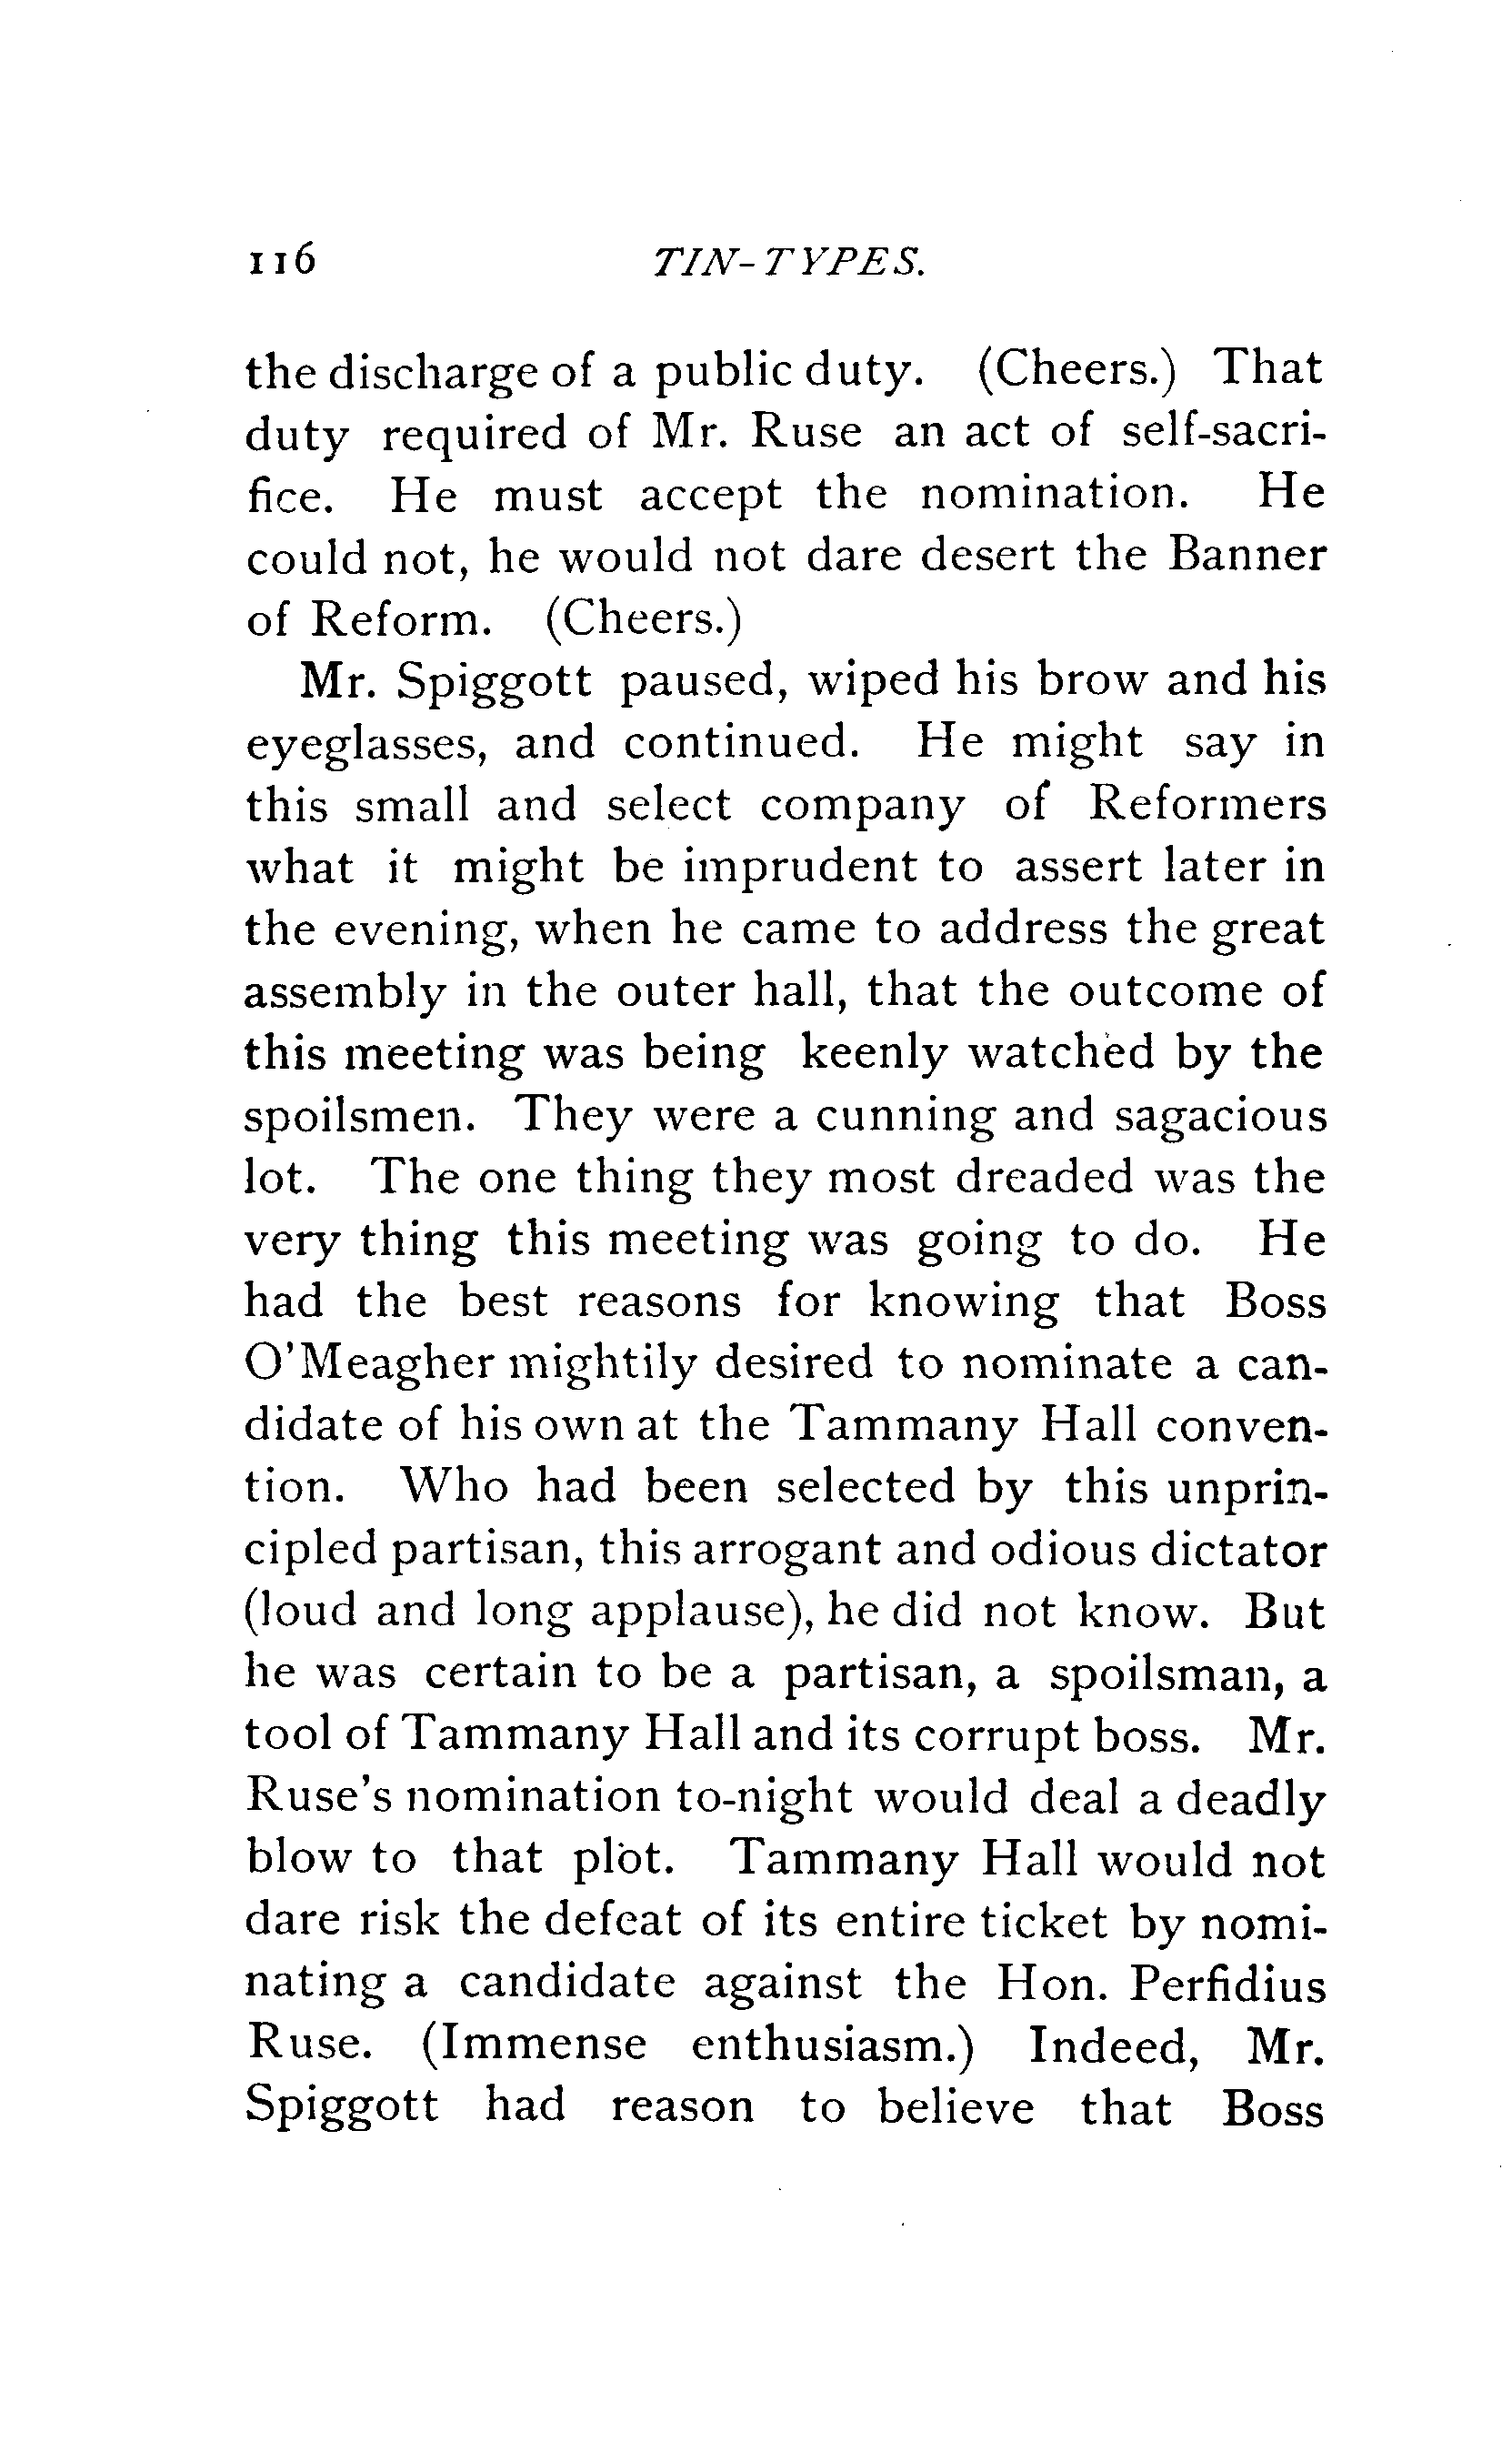 116 TIN-TYPES.
the discharge of a public duty. (Cheers.) That
duty required of Mr. Ruse an act of self-sacri-
fice. He must accept the nomination. He
could not, he would not dare desert the Banner
of Reform. (Cheers.)
Mr. Spiggott paused, wiped his brow and his
eyeglasses, and continued. He might say in
this small and select company of Reformers
what it might be imprudent to assert later in
the evening, when he came to address the great
assembly in the outer hall, that the outcome of
this meeting was being keenly watched by the
spoilsmen. They were a cunning and sagacious
lot. The one thing they most dreaded was the
very thing this meeting was going to do. He
had the best reasons for knowing that Boss
O'Meagher mightily desired to nominate a can-
didate of his own at the Tammany Hall conven-
tion. Who had been selected by this unprin-
cipled partisan, this arrogant and odious dictator
(loud and long applause), he did not know. But
he was certain to be a partisan, a spoilsman, a
tool of Tammany Hall and its corrupt boss. Mr.
Ruse's nomination to-night would deal a deadly
blow to that plot. Tammany Hall would not
dare risk the defeat of its entire ticket by nomi-
nating a candidate against the Hon. Perfidius
Ruse. (Immense enthusiasm.) Indeed, Mr.
Spiggott had reason to believe that Boss